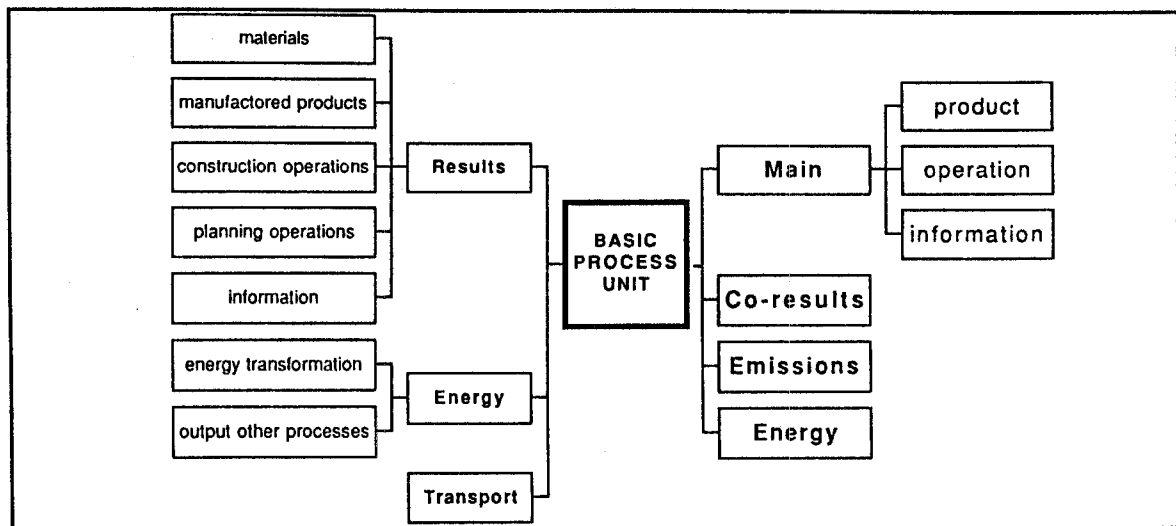 materials
manufactored products
construction operations
planning operations
information
energy transformation
output other processes
Results
Energy
Transport
BASIC
PROCESS
UNIT
Main
Co-results
Emissions
Energy
product
operation
information